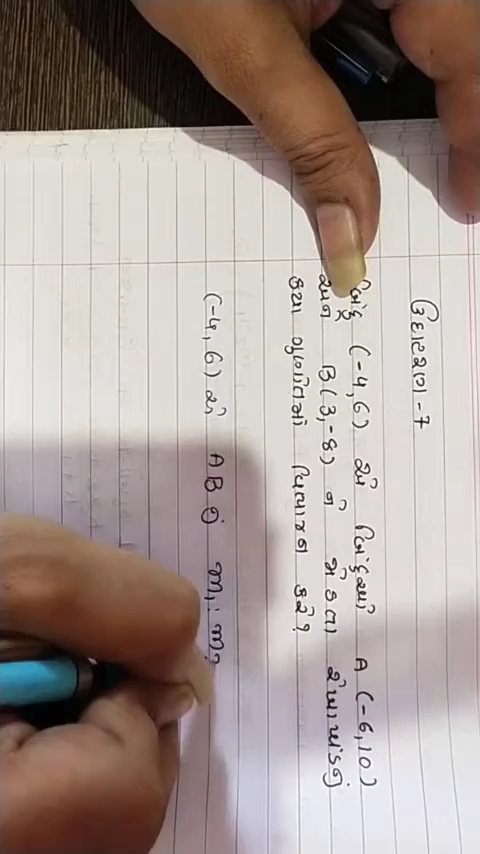 ઉદાહરણ-7
બિંદુ (-4,6) એ બિંદુઓ A (-6,10)
અને B(3,-8) ને જોડતા રેખાખંડનું
કયા ગુણોત્તરમાં વિભાજન કરે?
(-4, 6) એ AB નું m₁:m₂